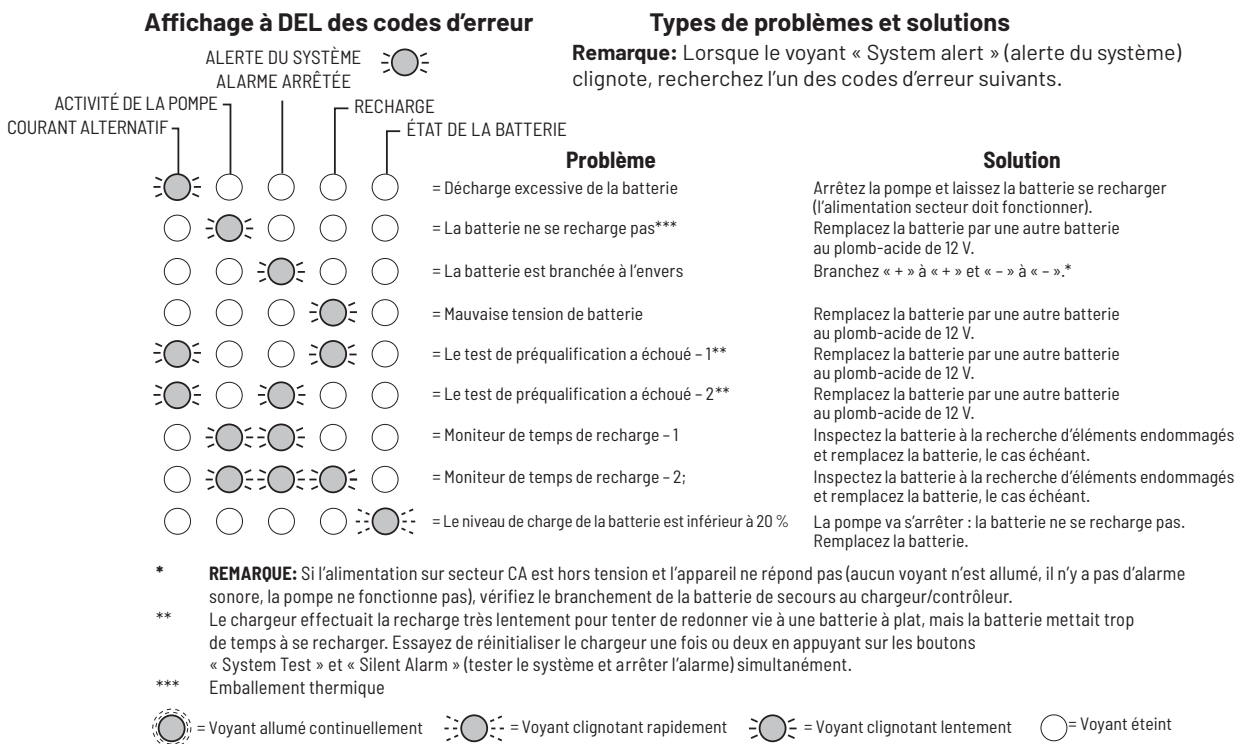 Affichage à DEL des codes d'erreur
Types de problèmes et solutions
ALERTE DU SYSTÈME
ALARME ARRÊTÉE
ACTIVITÉ DE LA POMPE
RECHARGE
COURANT ALTERNATIF
ÉTAT DE LA BATTERIE
Remarque: Lorsque le voyant « System alert » (alerte du système)
clignote, recherchez l'un des codes d'erreur suivants.
Problème
Solution
= Décharge excessive de la batterie
Arrêtez la pompe et laissez la batterie se recharger
(l'alimentation secteur doit fonctionner).
= La batterie ne se recharge pas***
Remplacez la batterie par une autre batterie
au plomb-acide de 12 V.
= La batterie est branchée à l'envers
Branchez « + » à « + » et « – » à « – ».*
= Mauvaise tension de batterie
Remplacez la batterie par une autre batterie
au plomb-acide de 12 V.
= Le test de préqualification a échoué – 1**
Remplacez la batterie par une autre batterie
au plomb-acide de 12 V.
= Le test de préqualification a échoué – 2**
Remplacez la batterie par une autre batterie
au plomb-acide de 12 V.
= Moniteur de temps de recharge – 1
Inspectez la batterie à la recherche d'éléments endommagés
et remplacez la batterie, le cas échéant.
= Moniteur de temps de recharge – 2;
Inspectez la batterie à la recherche d'éléments endommagés
et remplacez la batterie, le cas échéant.
= Le niveau de charge de la batterie est inférieur à 20 %
La pompe va s'arrêter : la batterie ne se recharge pas.
Remplacez la batterie.
* REMARQUE: Si l'alimentation sur secteur CA est hors tension et l'appareil ne répond pas (aucun voyant n'est allumé, il n'y a pas d'alarme
sonore, la pompe ne fonctionne pas), vérifiez le branchement de la batterie de secours au chargeur/contrôleur.
** Le chargeur effectuait la recharge très lentement pour tenter de redonner vie à une batterie à plat, mais la batterie mettait trop
de temps à se recharger. Essayez de réinitialiser le chargeur une fois ou deux en appuyant sur les boutons
« System Test » et « Silent Alarm » (tester le système et arrêter l'alarme) simultanément.
*** Emballement thermique
= Voyant allumé continuellement
= Voyant clignotant rapidement
= Voyant clignotant lentement
= Voyant éteint